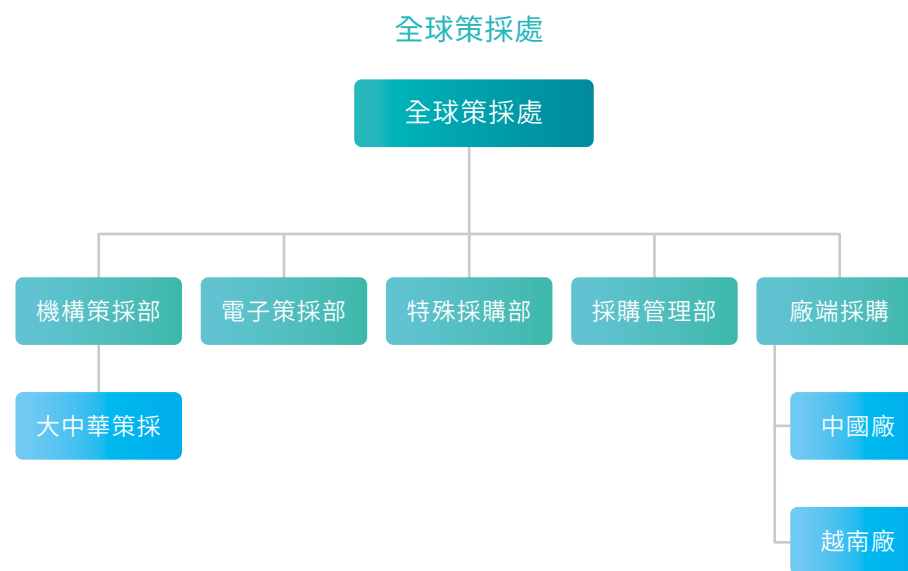 全球策採處
全球策採處
機構策採部
電子策採部
特殊採購部
採購管理部
廠端採購
大中華策採
中國廠
越南廠